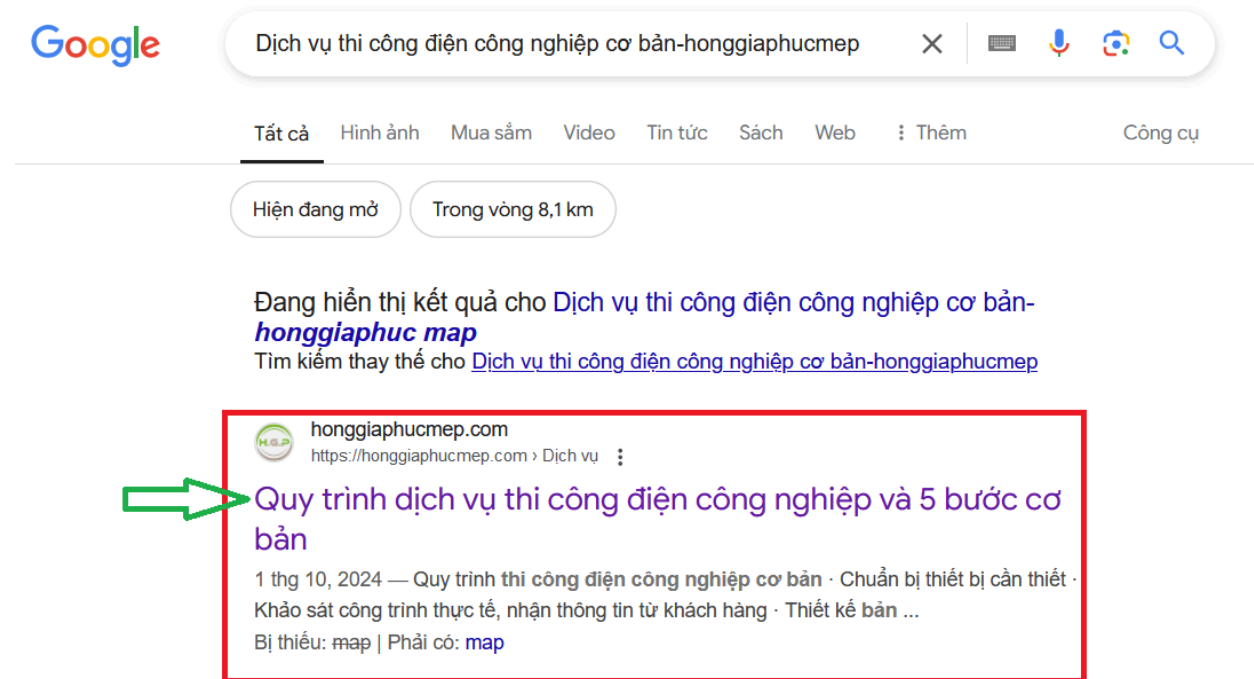 Google
Dịch vụ thi công điện công nghiệp cơ bản-honggiaphucmep
Tất cả Hình ảnh Mua sắm Video Tin tức Sách Web Thêm Công cụ
Hiện đang mở Trong vòng 8,1 km
Đang hiển thị kết quả cho Dịch vụ thi công điện công nghiệp cơ bản-
honggiaphuc map
Tìm kiếm thay thế cho Dịch vụ thi công điện công nghiệp cơ bản-honggiaphucmep
H.G.P
honggiaphucmep.com
https://honggiaphucmep.com › Dịch vụ
Quy trình dịch vụ thi công điện công nghiệp và 5 bước cơ
bản
1 thg 10, 2024 — Quy trình thi công điện công nghiệp cơ bản · Chuẩn bị thiết bị cần thiết ·
Khảo sát công trình thực tế, nhận thông tin từ khách hàng · Thiết kế bản ...
Bị thiếu: map | Phải có: map